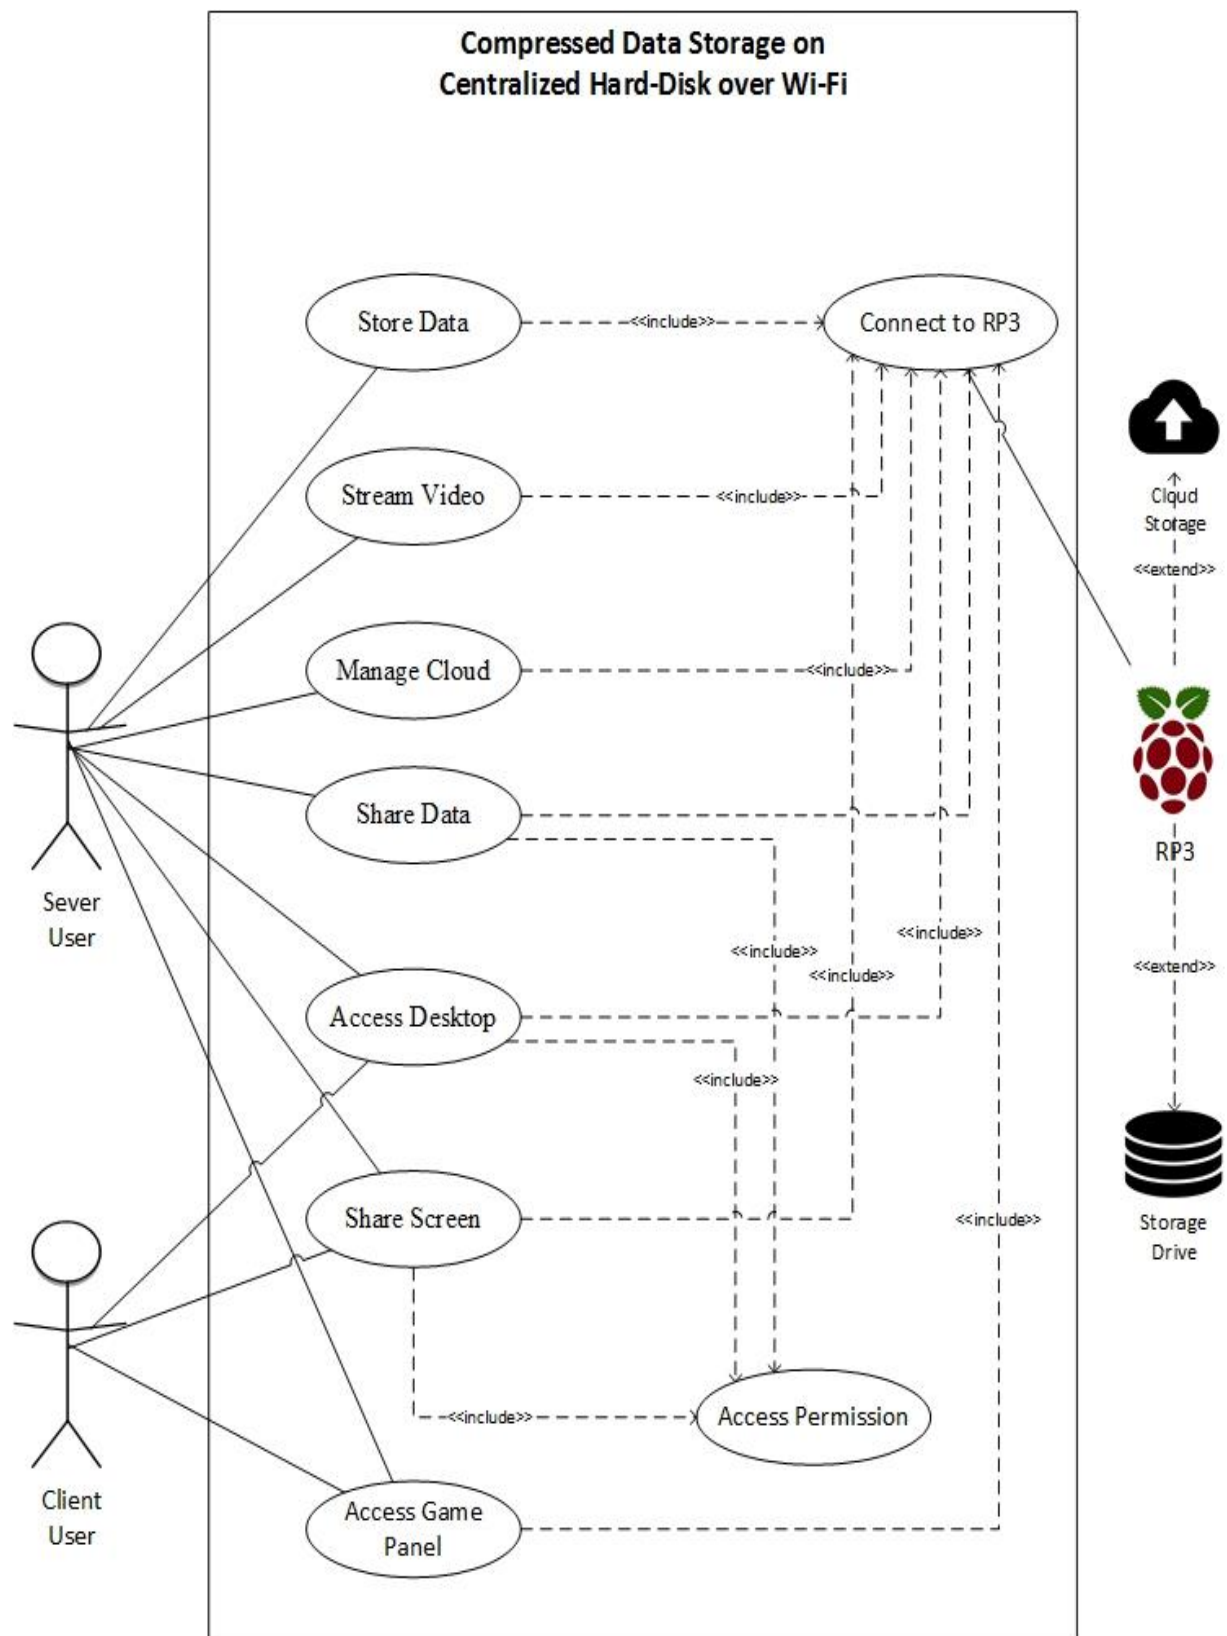 Compressed Data Storage on
Centralized Hard-Disk over Wi-Fi
Store Data
<<include>>
Connect to RP3
Stream Video
<<include>>
Cloud
Storage
<<extend>>
Manage Cloud
<<include>>
Share Data
RP3
Sever
User
<<include>>
<<include>>
<<include>>
<<extend>>
Access Desktop
<<include>>
Share Screen
<<include>>
Storage
Drive
Access Permission
<<include>>
Client
User
Access Game
Panel